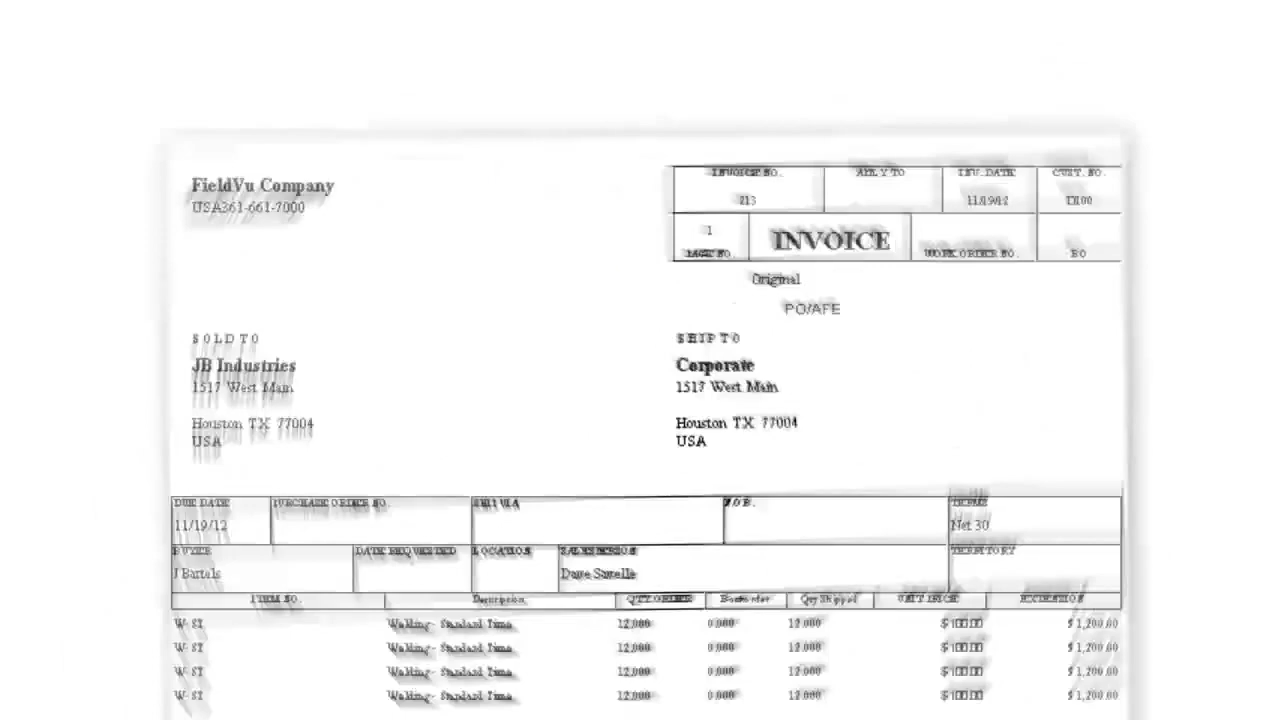 FieldVu Company
USA361-661-7000
INVOICE NO. APPLY TO INV. DATE CUST. NO.
213 11/19/12 TX00
1 INVOICE
PAGE NO. WORK ORDER NO. BO
Original
PO/AFE
SOLD TO SHIP TO
JB Industries Corporate
1517 West Main 1517 West Main
Houston TX 77004 Houston TX 77004
USA USA
DUE DATE PURCHASE ORDER NO. SHIP VIA F.O.B. TERMS
11/19/12 Net 30
BUYER DATE REQUESTED LOCATION SALESPERSON TERRITORY
J Bartels Dave
ITEM NO. Description QTY ORDER Backorder Qty Shipped UNIT PRICE EXTENSION
W-ST Welding - Standard Time 12.000 0.000 12.000 $100.00 $1,200.00
W-ST Welding - Standard Time 12.000 0.000 12.000 $100.00 $1,200.00
W-ST Welding - Standard Time 12.000 0.000 12.000 $100.00 $1,200.00
W-ST Welding - Standard Time 12.000 0.000 12.000 $100.00 $1,200.00